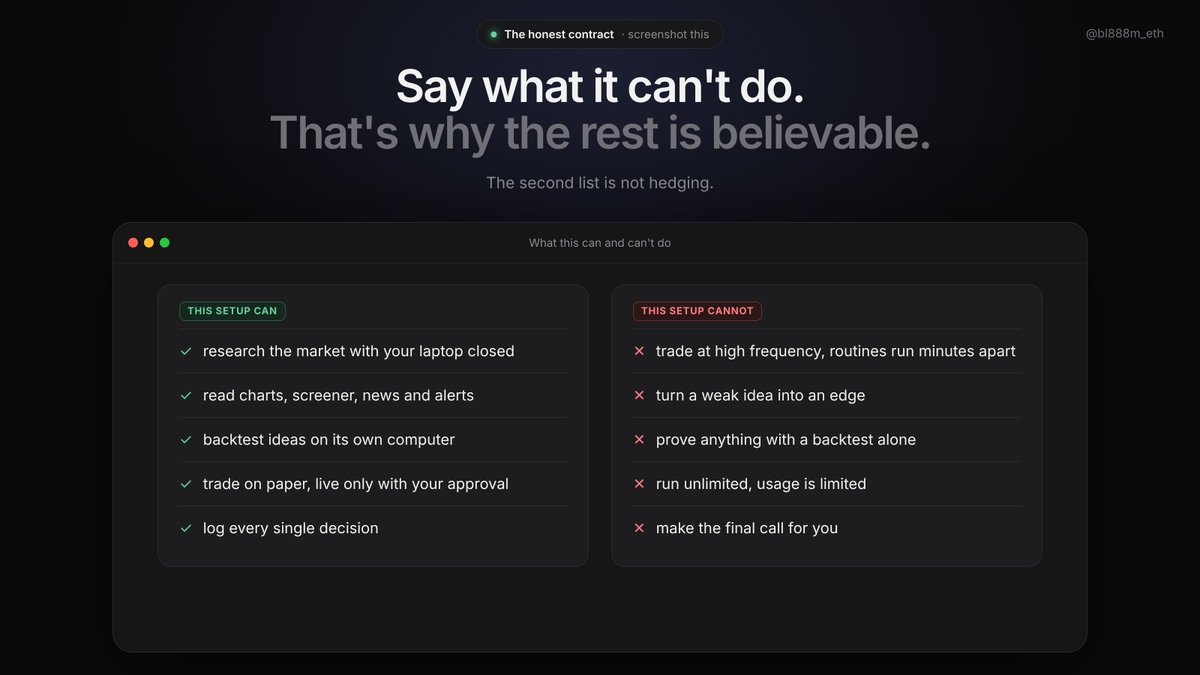 The honest contract · screenshot this
@bl888m_eth
Say what it can't do.
That's why the rest is believable.
The second list is not hedging.
What this can and can't do
THIS SETUP CAN
research the market with your laptop closed
read charts, screener, news and alerts
backtest ideas on its own computer
trade on paper, live only with your approval
log every single decision
THIS SETUP CANNOT
trade at high frequency, routines run minutes apart
turn a weak idea into an edge
prove anything with a backtest alone
run unlimited, usage is limited
make the final call for you